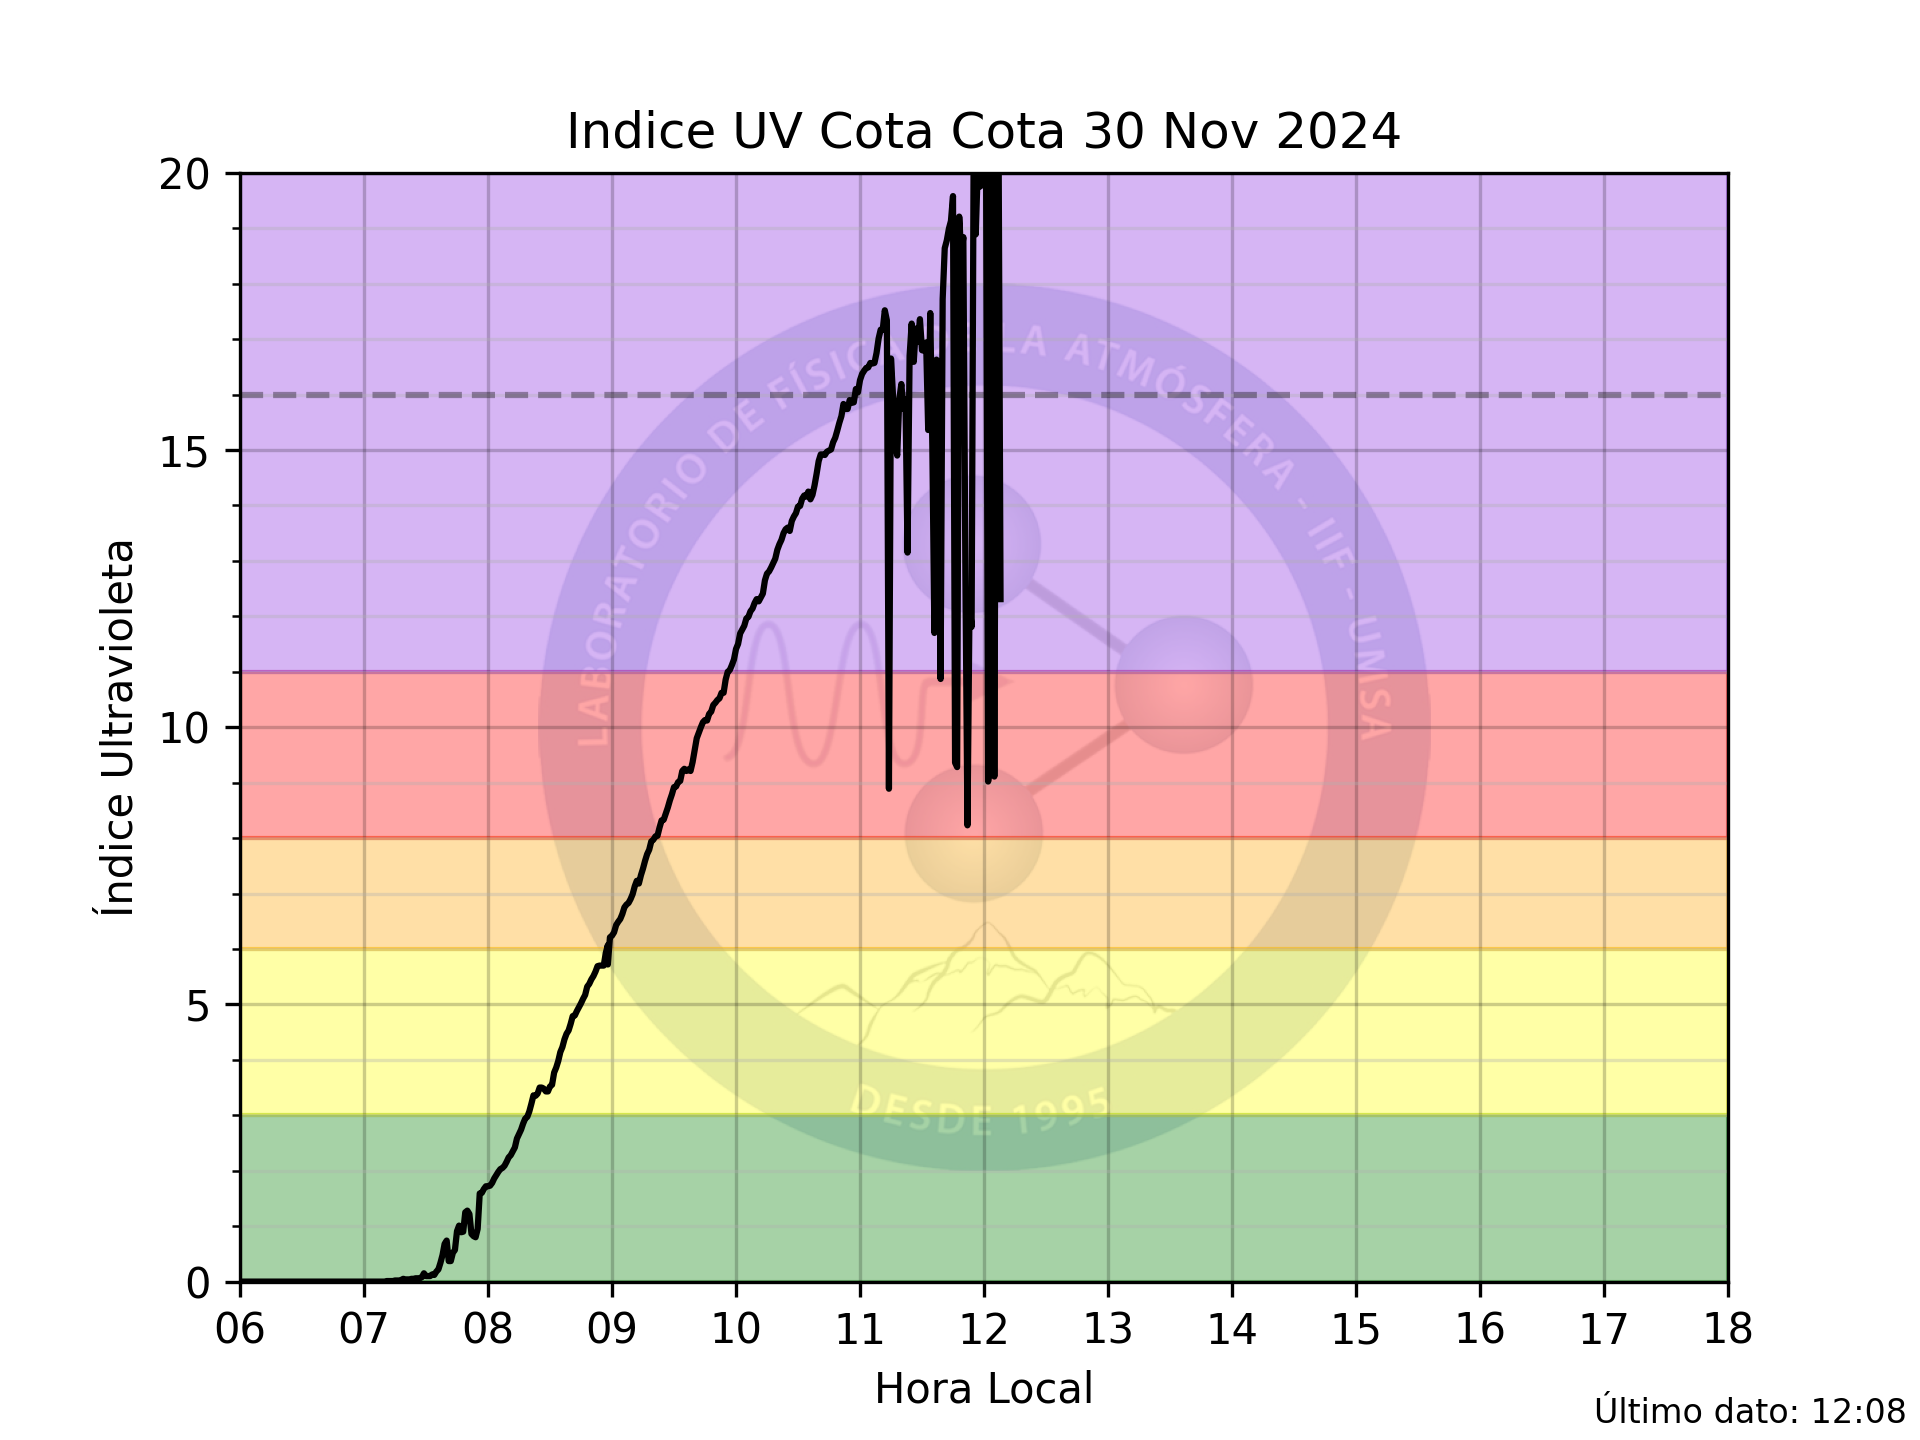 Indice UV Cota Cota 30 Nov 2024
20
15
10
5
0
Índice Ultravioleta
LABORATORIO DE FÍSICA LA ATMÓSFERA - IIF - UMSA
DESDE 1995
06 07 08 09 10 11 12 13 14 15 16 17 18
Hora Local
Último dato: 12:08